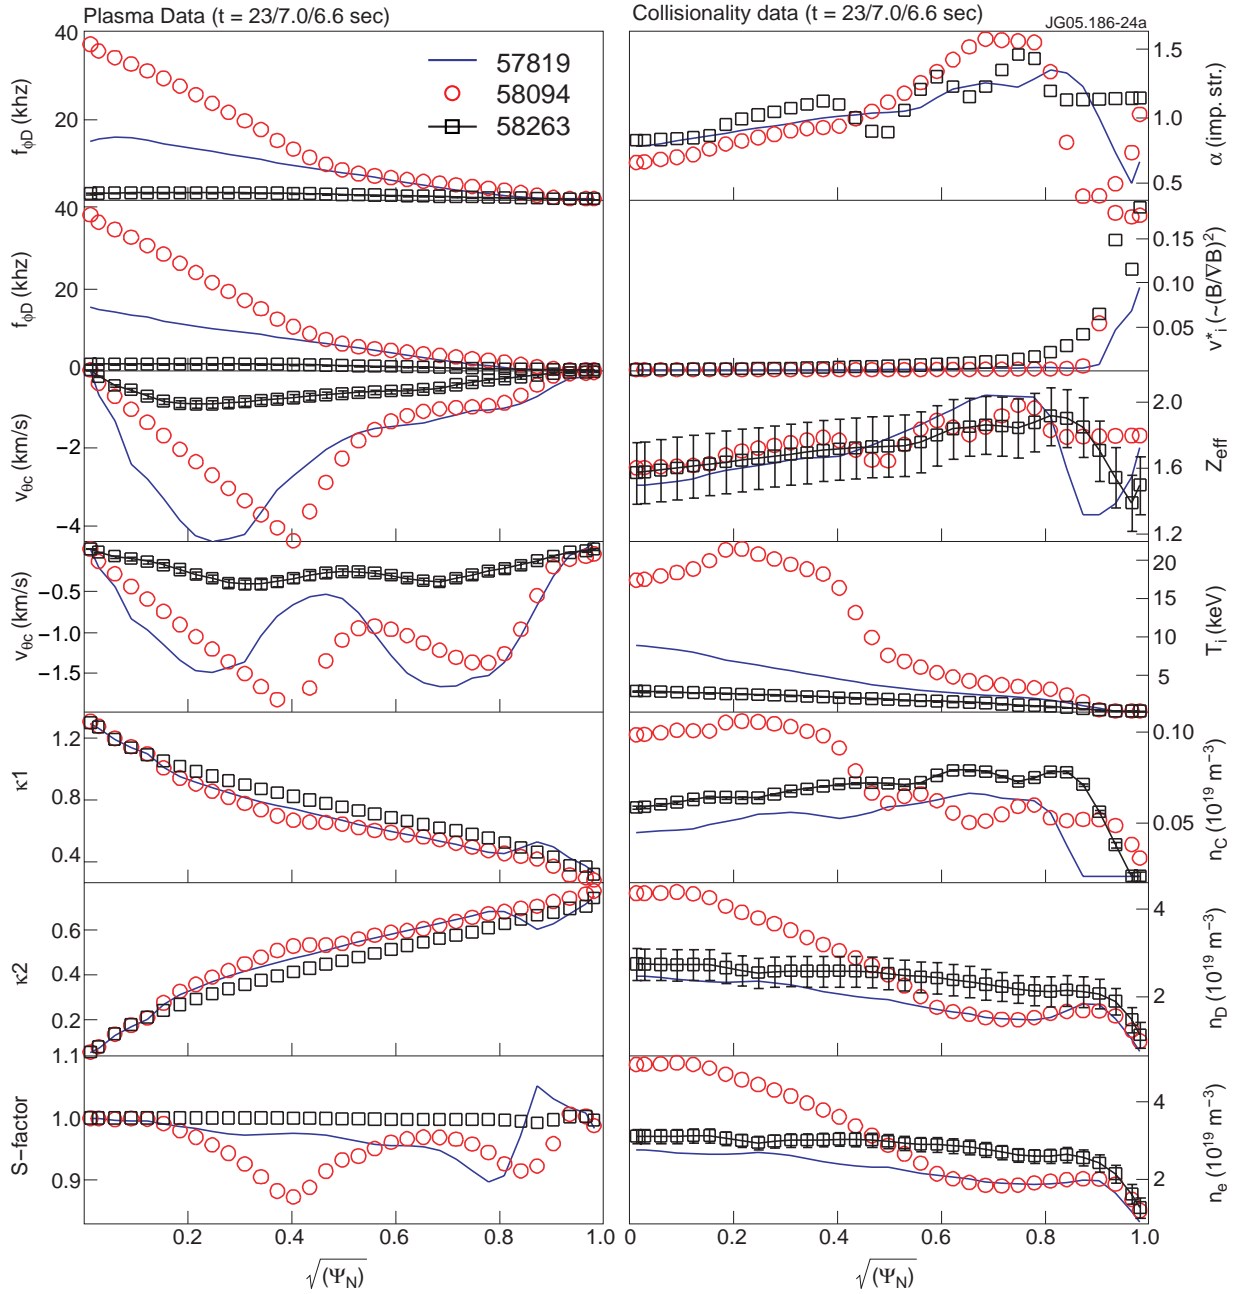 Plasma Data (t = 23/7.0/6.6 sec)
Collisionality data (t = 23/7.0/6.6 sec)
JG05.186-24a
57819
58094
58263
40
20
f_ϕD (khz)
40
20
0
f_ϕD (khz)
−2
−4
v_θc (km/s)
−0.5
−1.0
−1.5
v_θc (km/s)
1.2
0.8
0.4
κ1
0.6
0.4
0.2
κ2
1.1
1.0
0.9
S-factor
0.2 0.4 0.6 0.8 1.0
√(Ψ_N)
1.5
1.0
0.5
α (imp. str.)
0.15
0.10
0.05
ν*_i (~(B/∇B)²
2.0
1.6
1.2
Z_eff
20
15
10
5
T_i (keV)
0.10
0.05
n_C (10¹⁹ m⁻³)
4
2
n_D (10¹⁹ m⁻³)
4
2
n_e (10¹⁹ m⁻³)
0 0.2 0.4 0.6 0.8 1.0
√(Ψ_N)